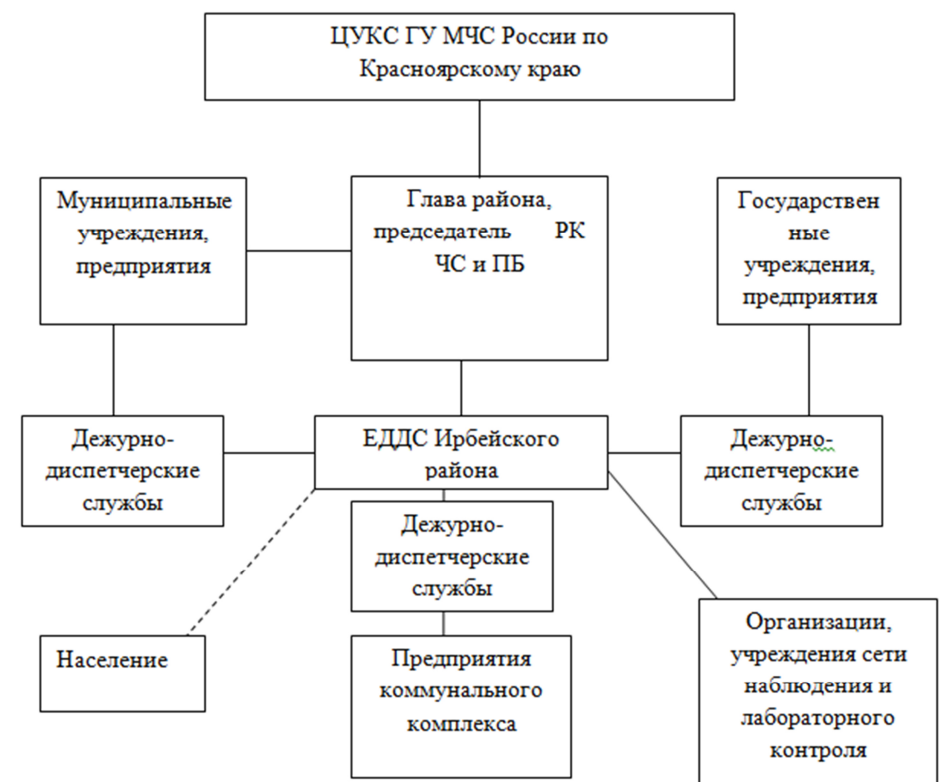 ЦУКС ГУ МЧС России по
Красноярскому краю
Муниципальные
учреждения,
предприятия
Глава района,
председатель РК
ЧС и ПБ
Государствен
ные
учреждения,
предприятия
Дежурно-
диспетчерские
службы
ЕДДС Ирбейского
района
Дежурно-
диспетчерские
службы
Дежурно-
диспетчерские
службы
Население
Предприятия
коммунального
комплекса
Организации,
учреждения сети
наблюдения и
лабораторного
контроля